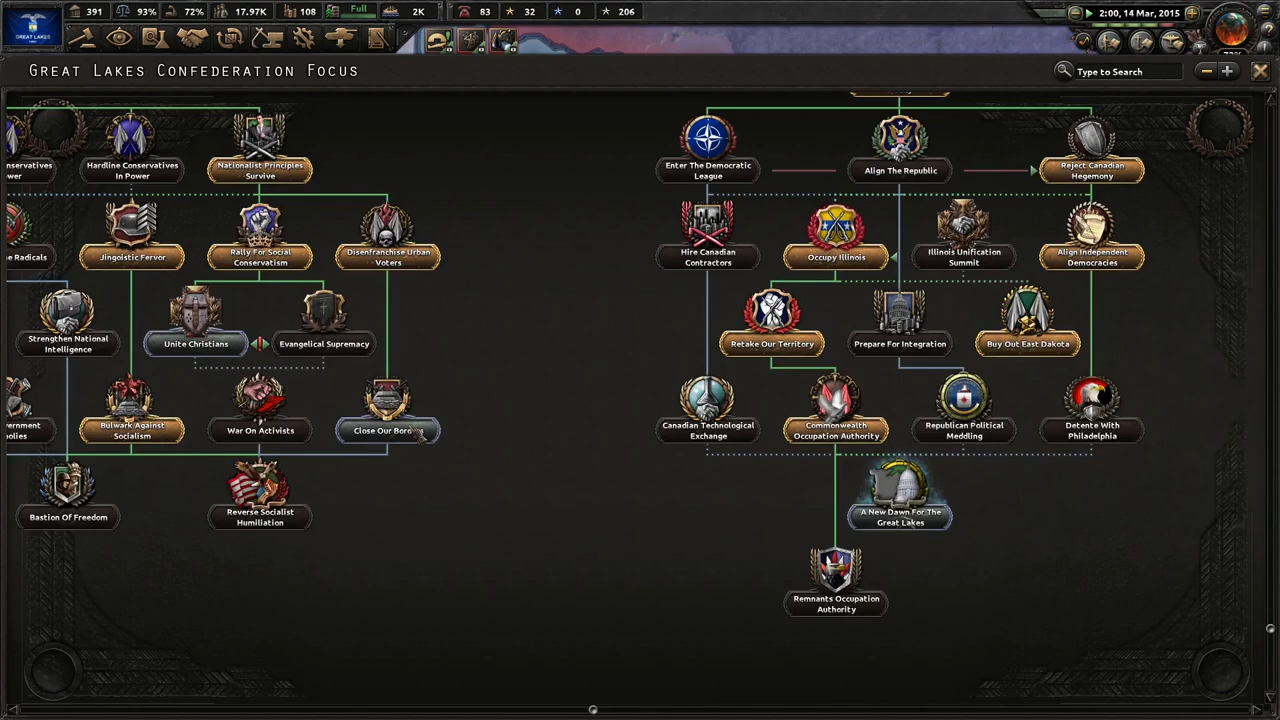 391 93% 72% 17.97K 108 Full 2K 83 32 0 206 2:00, 14 Mar, 2015
GREAT LAKES
Great Lakes Confederation Focus
Type to Search
Hardline Conservatives
In Power
Nationalist Principles
Survive
Enter The Democratic
League
Align The Republic
Reject Canadian
Hegemony
Jingoistic Fervor
Rally For Social
Conservatism
Disenfranchise Urban
Voters
Hire Canadian
Contractors
Occupy Illinois
Illinois Unification
Summit
Align Independent
Democracies
Strengthen National
Intelligence
Unite Christians
Evangelical Supremacy
Retake Our Territory
Prepare For Integration
Buy Out East Dakota
Bulwark Against
Socialism
War On Activists
Close Our
Canadian Technological
Exchange
Commonwealth
Occupation Authority
Republican Political
Meddling
Detente With
Philadelphia
Bastion Of Freedom
Reverse Socialist
Humiliation
A New Dawn For The
Great Lakes
Remnants Occupation
Authority